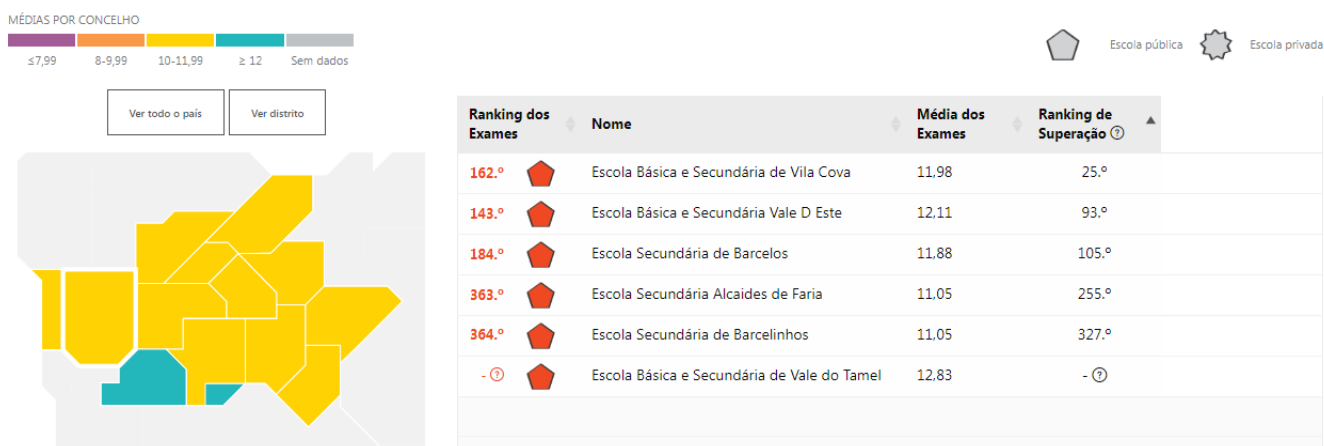 MÉDIAS POR CONCELHO
≤7,99 8-9,99 10-11,99 ≥ 12 Sem dados
Escola pública Escola privada
Ver todo o país Ver distrito
Ranking dos Exames Nome Média dos Exames Ranking de Superação ?
162.º Escola Básica e Secundária de Vila Cova 11,98 25.º
143.º Escola Básica e Secundária Vale D Este 12,11 93.º
184.º Escola Secundária de Barcelos 11,88 105.º
363.º Escola Secundária Alcaides de Faria 11,05 255.º
364.º Escola Secundária de Barcelinhos 11,05 327.º
- ? Escola Básica e Secundária de Vale do Tamel 12,83 - ?